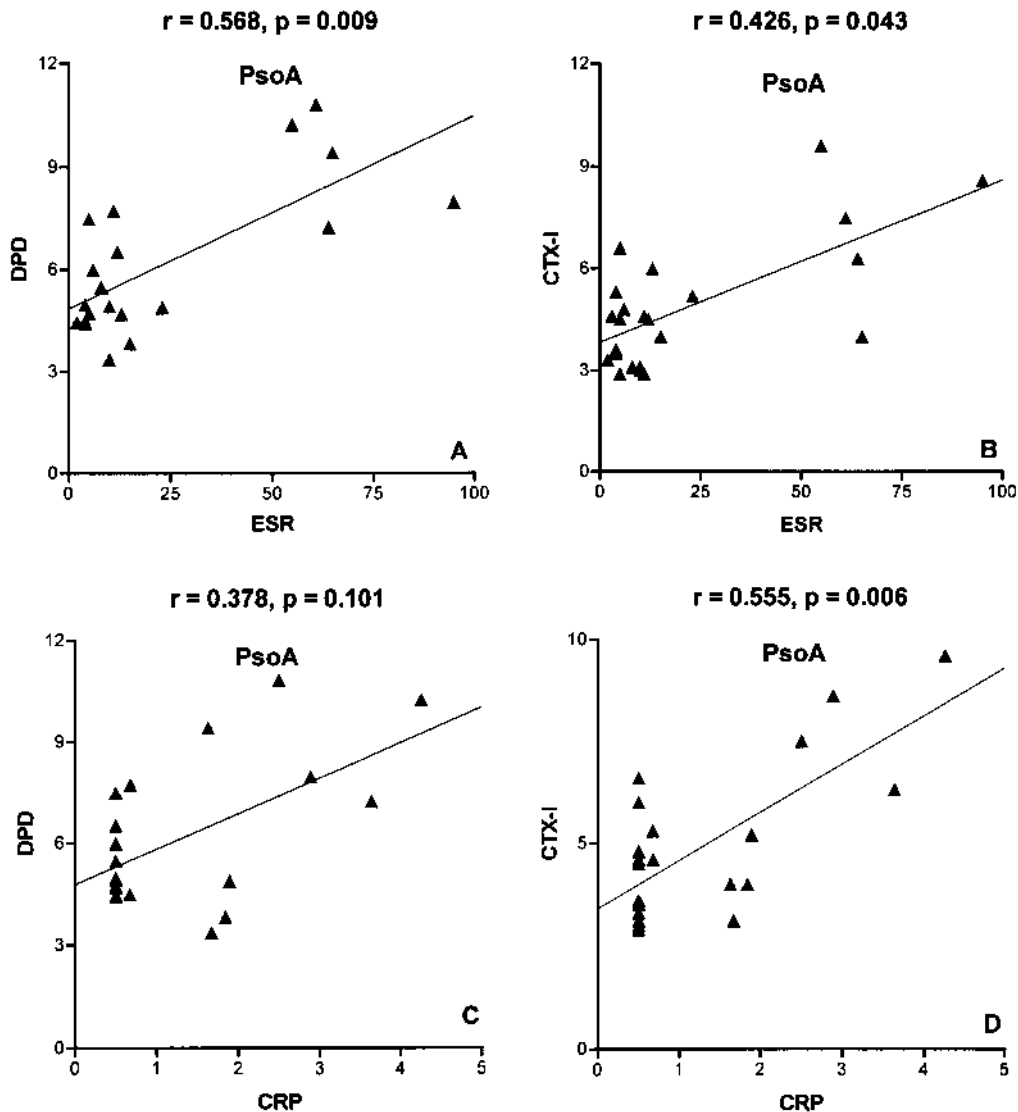 r = 0.568, p = 0.009
PsoA
12
9
6
3
0
DPD
0 25 50 75 100
ESR
A
r = 0.426, p = 0.043
PsoA
12
9
6
3
0
CTX-I
0 25 50 75 100
ESR
B
r = 0.378, p = 0.101
PsoA
12
9
6
3
0
DPD
0 1 2 3 4 5
CRP
C
r = 0.555, p = 0.006
PsoA
10
5
0
CTX-I
0 1 2 3 4 5
CRP
D